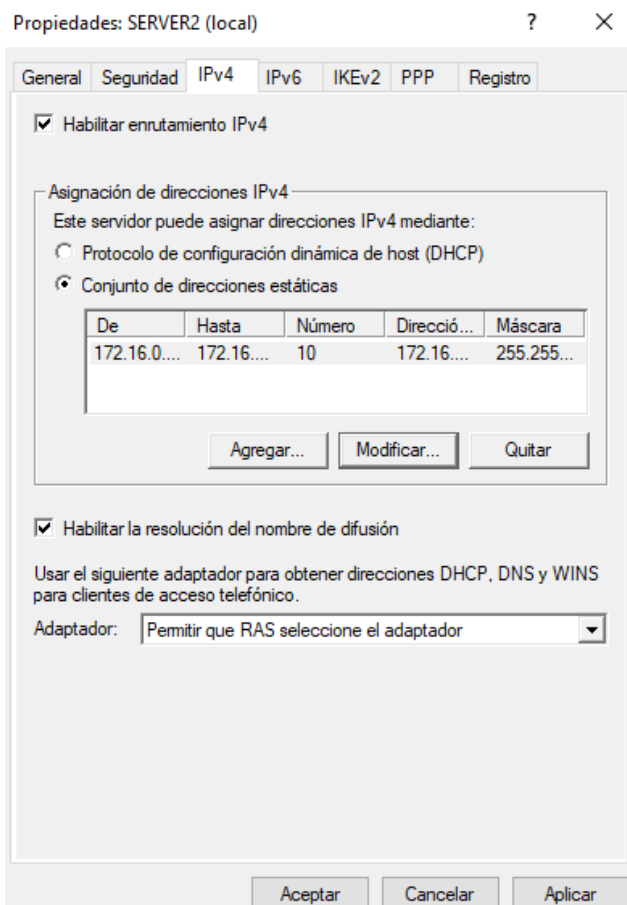 Propiedades: SERVER2 (local) ? ×
General Seguridad IPv4 IPv6 IKEv2 PPP Registro
Habilitar enrutamiento IPv4
Asignación de direcciones IPv4
Este servidor puede asignar direcciones IPv4 mediante:
Protocolo de configuración dinámica de host (DHCP)
Conjunto de direcciones estáticas
De Hasta Número Direcció... Máscara
172.16.0.... 172.16.... 10 172.16.... 255.255...
Agregar... Modificar... Quitar
Habilitar la resolución del nombre de difusión
Usar el siguiente adaptador para obtener direcciones DHCP, DNS y WINS
para clientes de acceso telefónico.
Adaptador: Permitir que RAS seleccione el adaptador
Aceptar Cancelar Aplicar